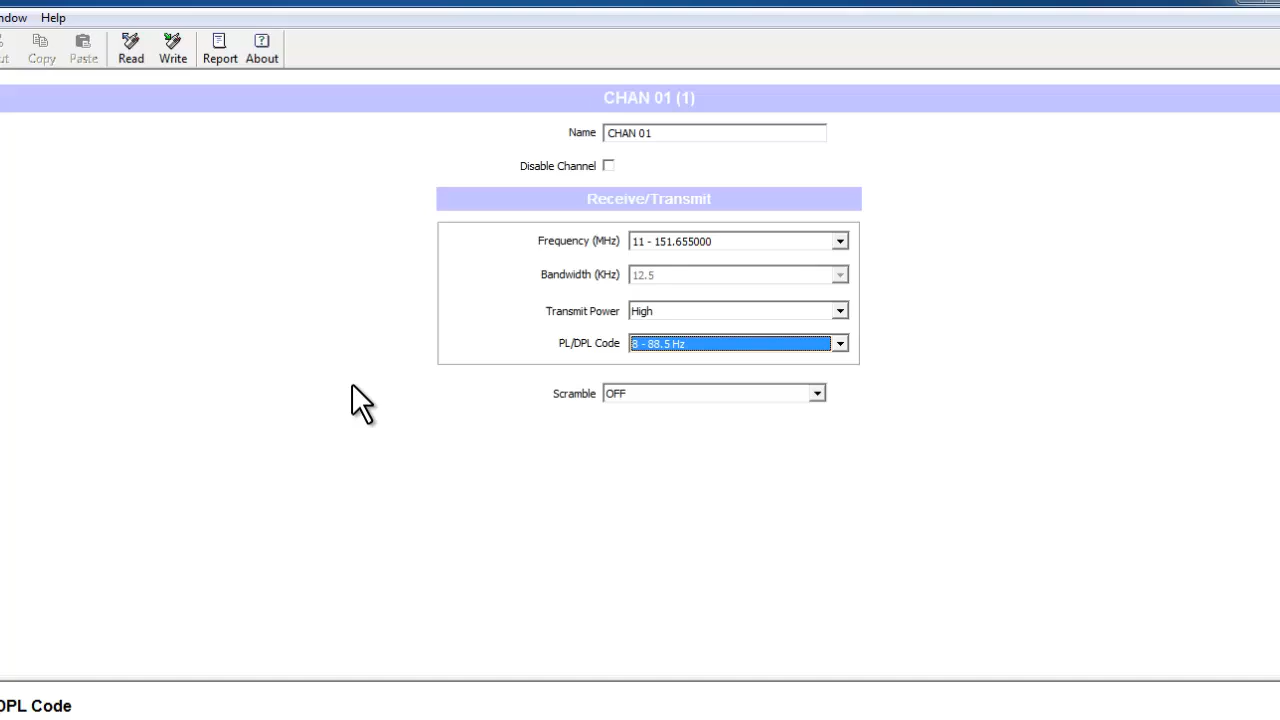 ndow Help
ut Copy Paste Read Write Report About
CHAN 01 (1)
Name CHAN 01
Disable Channel
Receive/Transmit
Frequency (MHz) 11 - 151.655000
Bandwidth (KHz) 12.5
Transmit Power High
PL/DPL Code 8 - 88.5 Hz
Scramble OFF
DPL Code